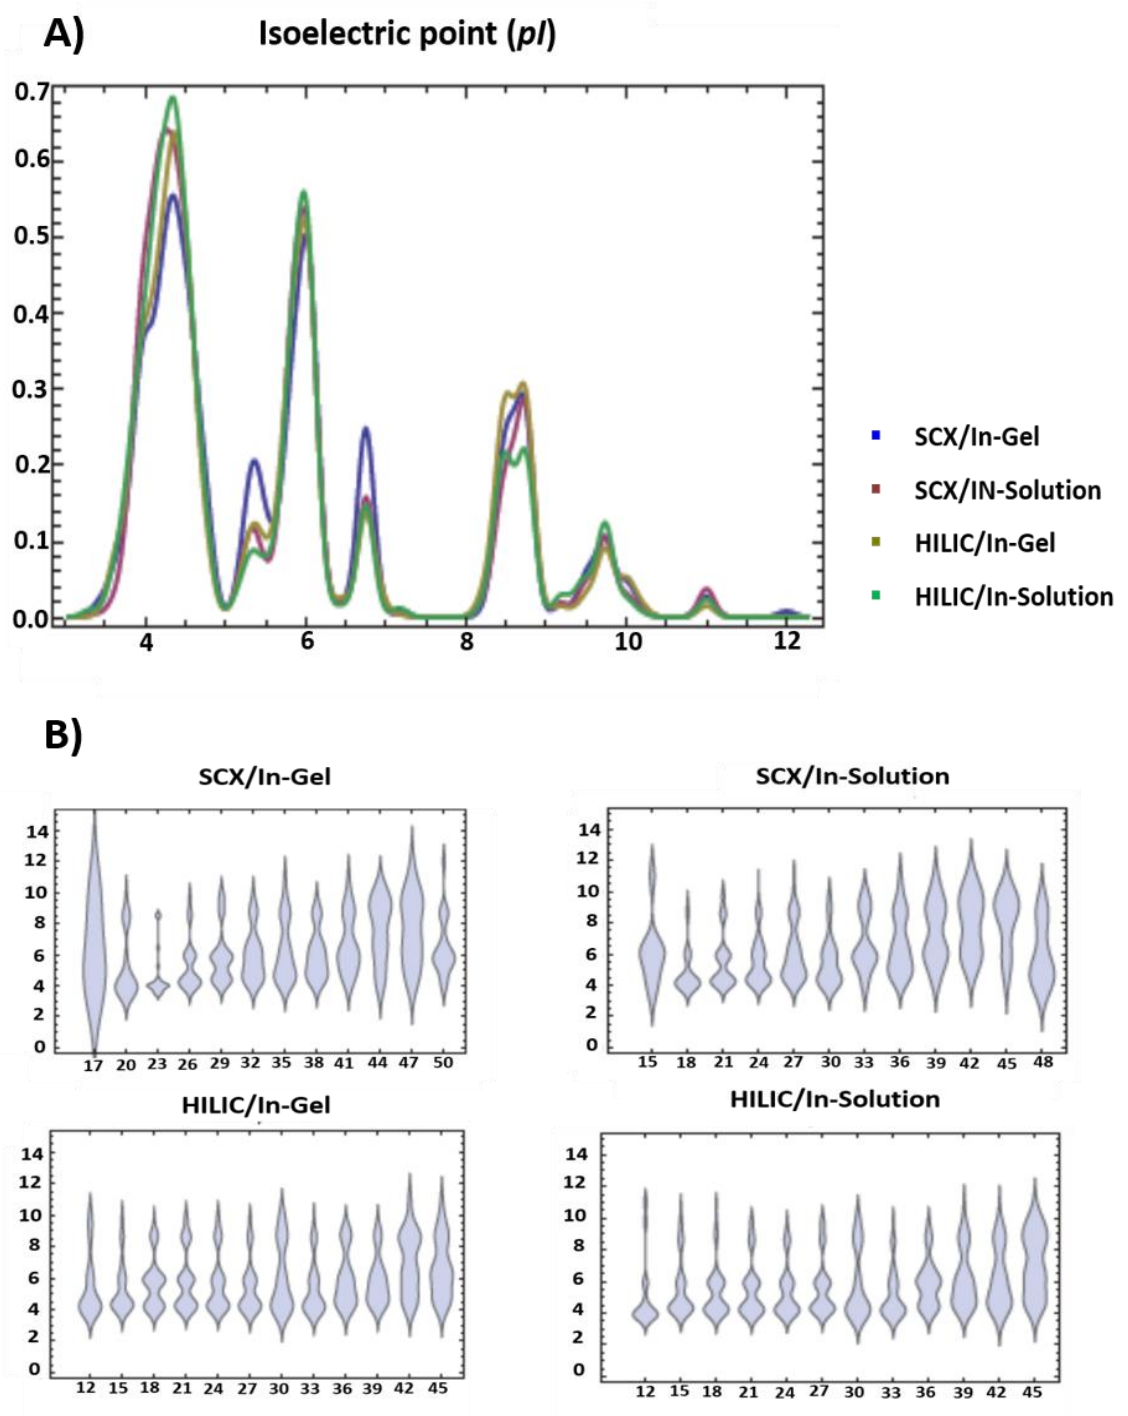 A)
Isoelectric point (pI)
0.7
0.6
0.5
0.4
0.3
0.2
0.1
0.0
4 6 8 10 12
SCX/In-Gel
SCX/IN-Solution
HILIC/In-Gel
HILIC/In-Solution
B)
SCX/In-Gel
14
12
10
8
6
4
2
0
17 20 23 26 29 32 35 38 41 44 47 50
SCX/In-Solution
14
12
10
8
6
4
2
0
15 18 21 24 27 30 33 36 39 42 45 48
HILIC/In-Gel
14
12
10
8
6
4
2
0
12 15 18 21 24 27 30 33 36 39 42 45
HILIC/In-Solution
14
12
10
8
6
4
2
0
12 15 18 21 24 27 30 33 36 39 42 45